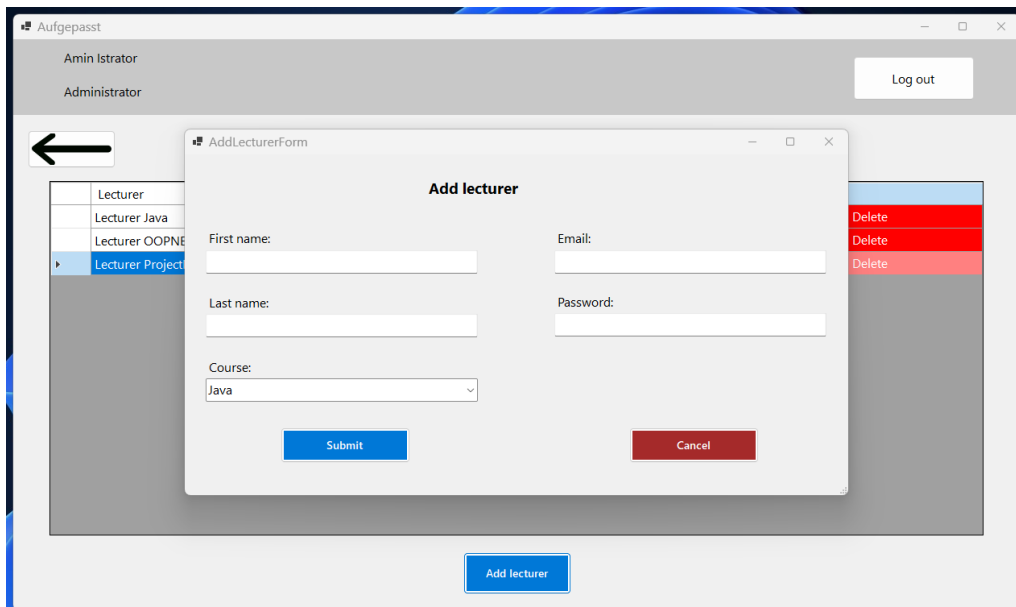 Aufgepasst
Amin Istrator
Administrator
Log out
AddLecturerForm
Add lecturer
Lecturer
Lecturer Java
Delete
Lecturer OOPNE
Delete
Lecturer Project
Delete
First name:
Email:
Last name:
Password:
Course:
Java
Submit
Cancel
Add lecturer